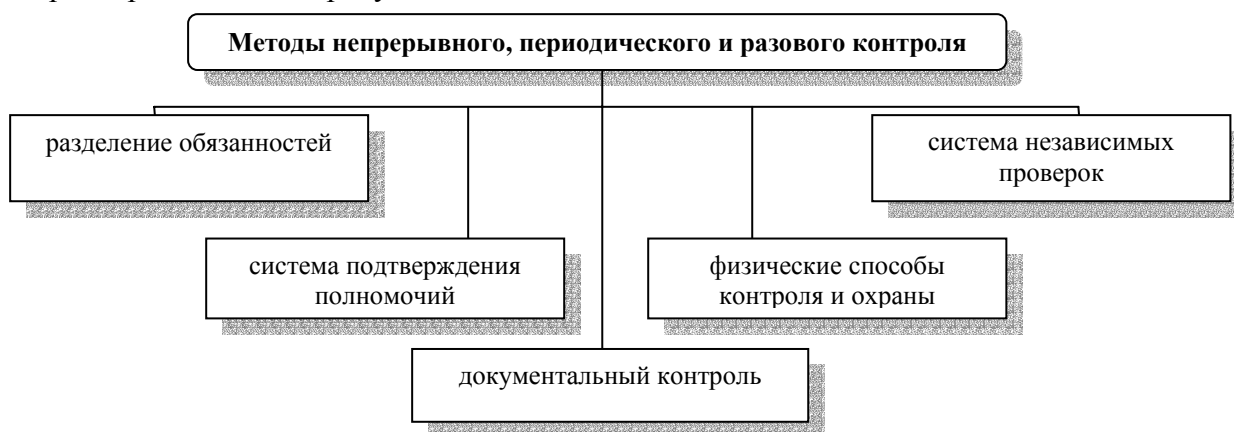 Методы непрерывного, периодического и разового контроля
разделение обязанностей
система независимых
проверок
система подтверждения
полномочий
физические способы
контроля и охраны
документальный контроль